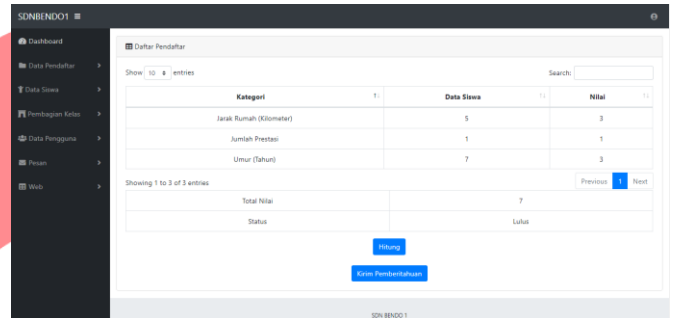 SDNBENDO1
Dashboard
Data Pendaftar
Data Siswa
Pembagian Kelas
Data Pengguna
Pesan
Web
Daftar Pendaftar
Show 10 entries
Search:
Kategori Data Siswa Nilai
Jarak Rumah (Kilometer) 5 3
Jumlah Prestasi 1 1
Umur (Tahun) 7 3
Showing 1 to 3 of 3 entries
Previous 1 Next
Total Nilai 7
Status Lulus
Hitung
Kirim Pemberitahuan
SDN BENDO 1